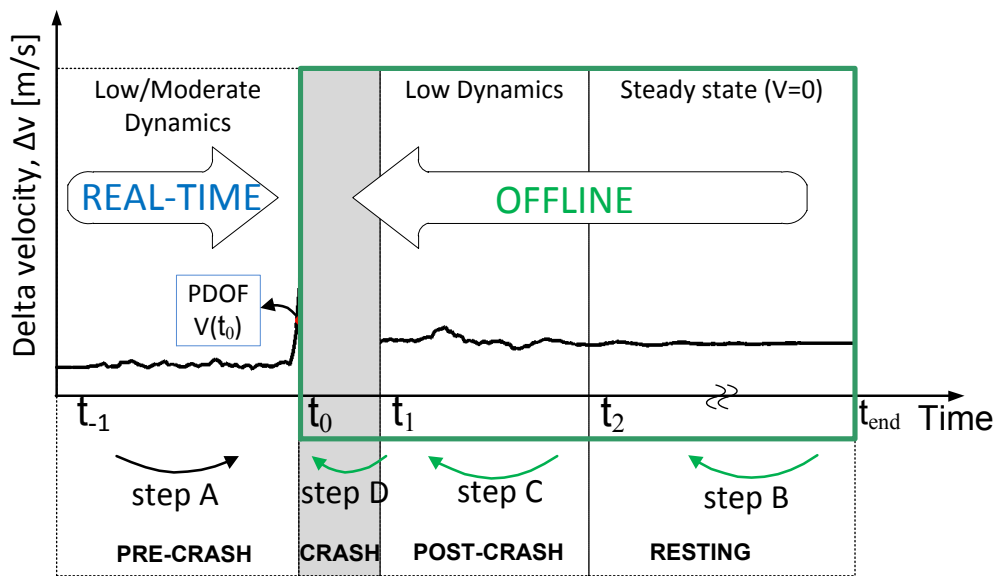 Delta velocity, Δv [m/s]
Low/Moderate
Dynamics
Low Dynamics
Steady state (V=0)
REAL-TIME
OFFLINE
PDOF
V(t0)
t-1
t0
t1
t2
tend
Time
step A
step D
step C
step B
PRE-CRASH
CRASH
POST-CRASH
RESTING